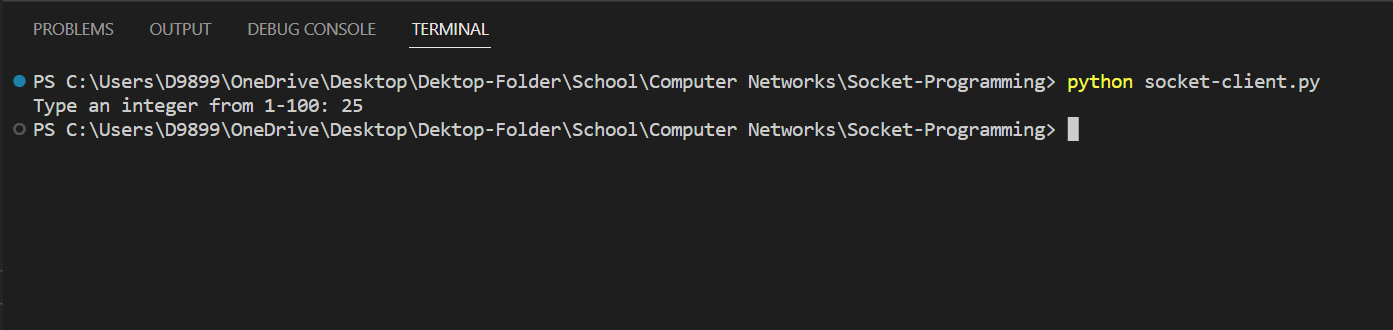 PROBLEMS OUTPUT DEBUG CONSOLE TERMINAL
PS C:\Users\D9899\OneDrive\Desktop\Dektop-Folder\School\Computer Networks\Socket-Programming> python socket-client.py
Type an integer from 1-100: 25
PS C:\Users\D9899\OneDrive\Desktop\Dektop-Folder\School\Computer Networks\Socket-Programming>